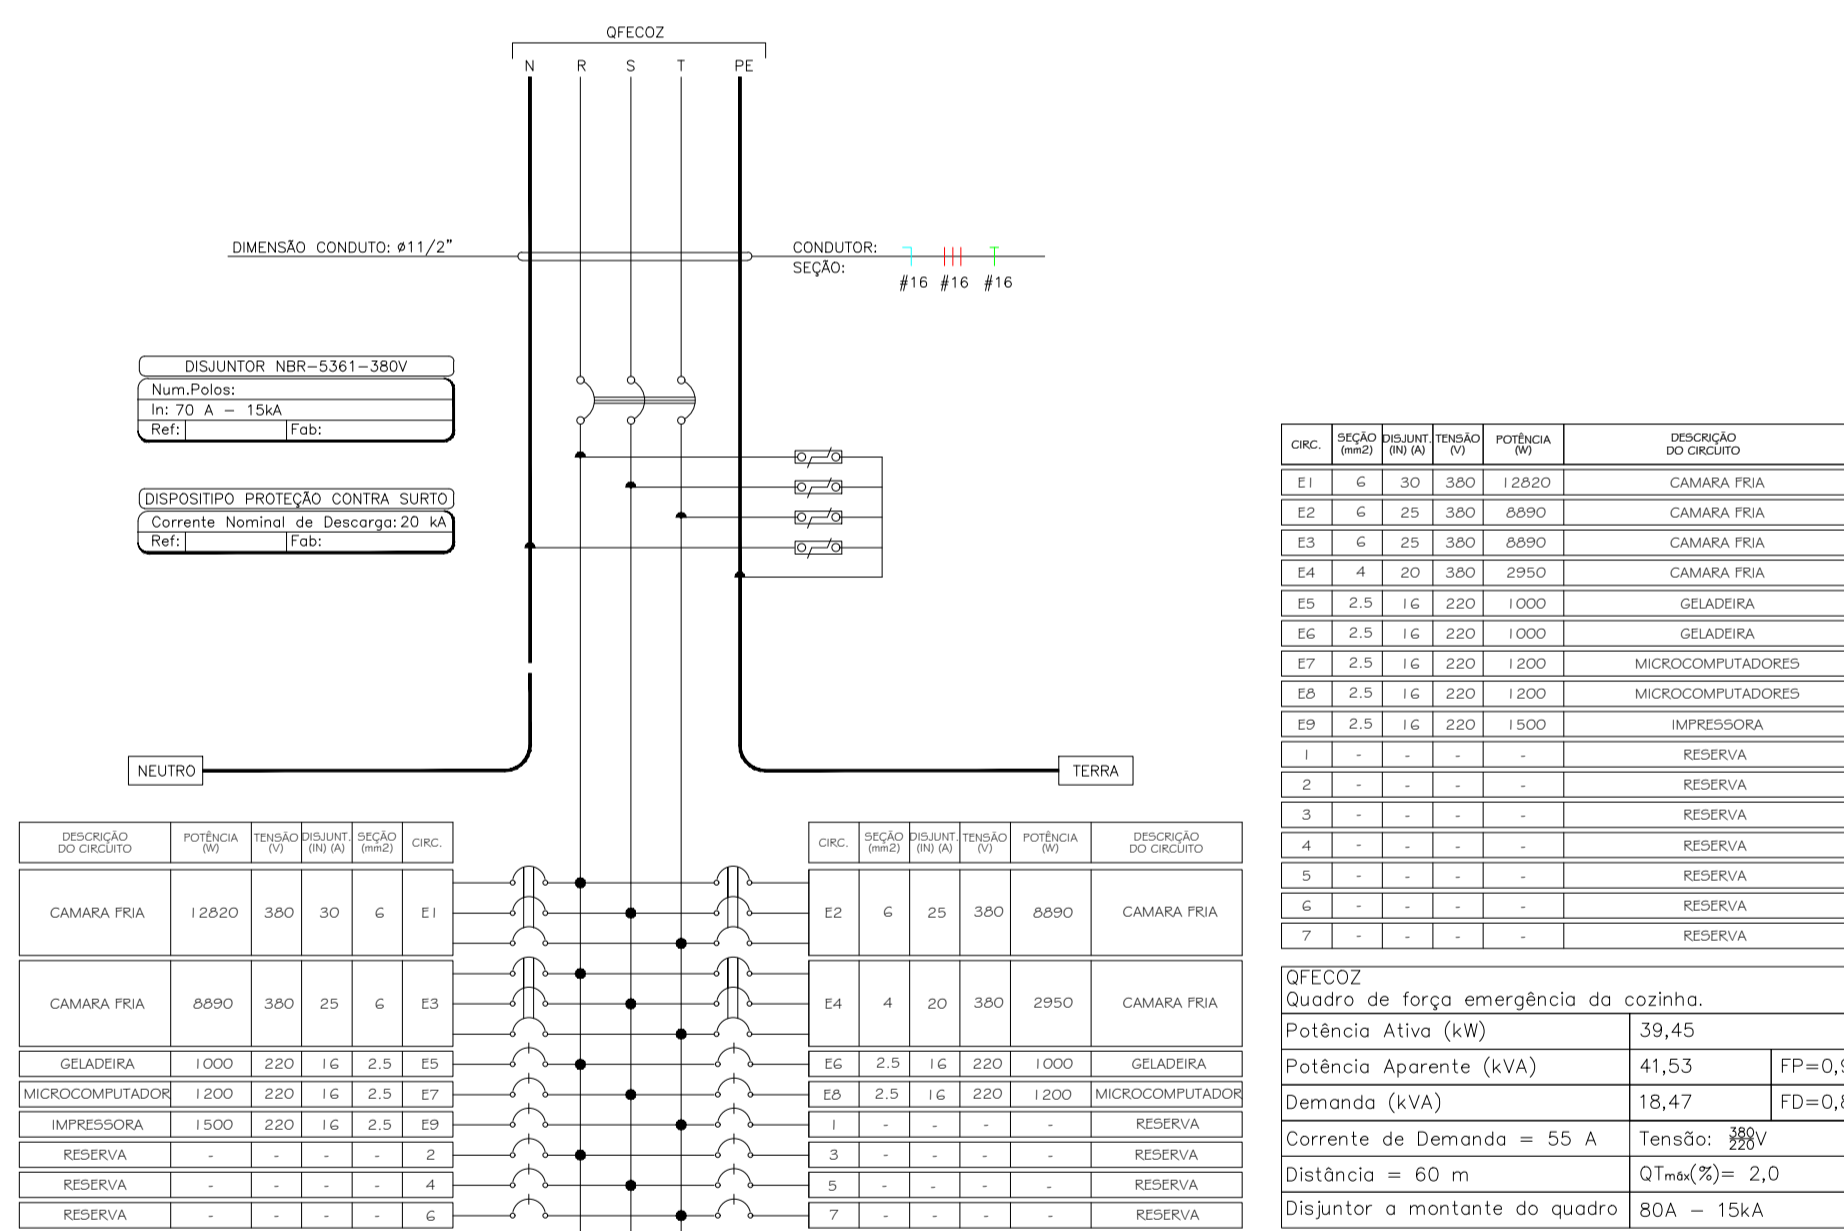 QFECOZ
N R S T PE
DIMENSÃO CONDUTO: ø11/2"
CONDUTOR:
SEÇÃO:
#16 #16 #16
DISJUNTOR NBR-5361-380V
Num.Polos:
In: 70 A - 15kA
Ref: Fab:
DISPOSITIPO PROTEÇÃO CONTRA SURTO
Corrente Nominal de Descarga: 20 kA
Ref: Fab:
NEUTRO
TERRA
DESCRIÇÃO DO CIRCUITO POTÊNCIA (W) TENSÃO (V) DISJUNT. (IN) (A) SEÇÃO (mm2) CIRC.
CAMARA FRIA 12820 380 30 6 E1
CAMARA FRIA 8890 380 25 6 E3
GELADEIRA 1000 220 16 2.5 E5
MICROCOMPUTADOR 1200 220 16 2.5 E7
IMPRESSORA 1500 220 16 2.5 E9
RESERVA - - - - 2
RESERVA - - - - 4
RESERVA - - - - 6
CIRC. SEÇÃO (mm2) DISJUNT. (IN) (A) TENSÃO (V) POTÊNCIA (W) DESCRIÇÃO DO CIRCUITO
E2 6 25 380 8890 CAMARA FRIA
E4 4 20 380 2950 CAMARA FRIA
E6 2.5 16 220 1000 GELADEIRA
E8 2.5 16 220 1200 MICROCOMPUTADOR
1 - - - - RESERVA
3 - - - - RESERVA
5 - - - - RESERVA
7 - - - - RESERVA
CIRC. SEÇÃO (mm2) DISJUNT. (IN) (A) TENSÃO (V) POTÊNCIA (W) DESCRIÇÃO DO CIRCUITO
E1 6 30 380 12820 CAMARA FRIA
E2 6 25 380 8890 CAMARA FRIA
E3 6 25 380 8890 CAMARA FRIA
E4 4 20 380 2950 CAMARA FRIA
E5 2.5 16 220 1000 GELADEIRA
E6 2.5 16 220 1000 GELADEIRA
E7 2.5 16 220 1200 MICROCOMPUTADORES
E8 2.5 16 220 1200 MICROCOMPUTADORES
E9 2.5 16 220 1500 IMPRESSORA
1 - - - - RESERVA
2 - - - - RESERVA
3 - - - - RESERVA
4 - - - - RESERVA
5 - - - - RESERVA
6 - - - - RESERVA
7 - - - - RESERVA
QFECOZ
Quadro de força emergência da cozinha.
Potência Ativa (kW) 39,45
Potência Aparente (kVA) 41,53 FP=0,9
Demanda (kVA) 18,47 FD=0,8
Corrente de Demanda = 55 A Tensão: 380/220V
Distância = 60 m QTmáx(%)= 2,0
Disjuntor a montante do quadro 80A - 15kA